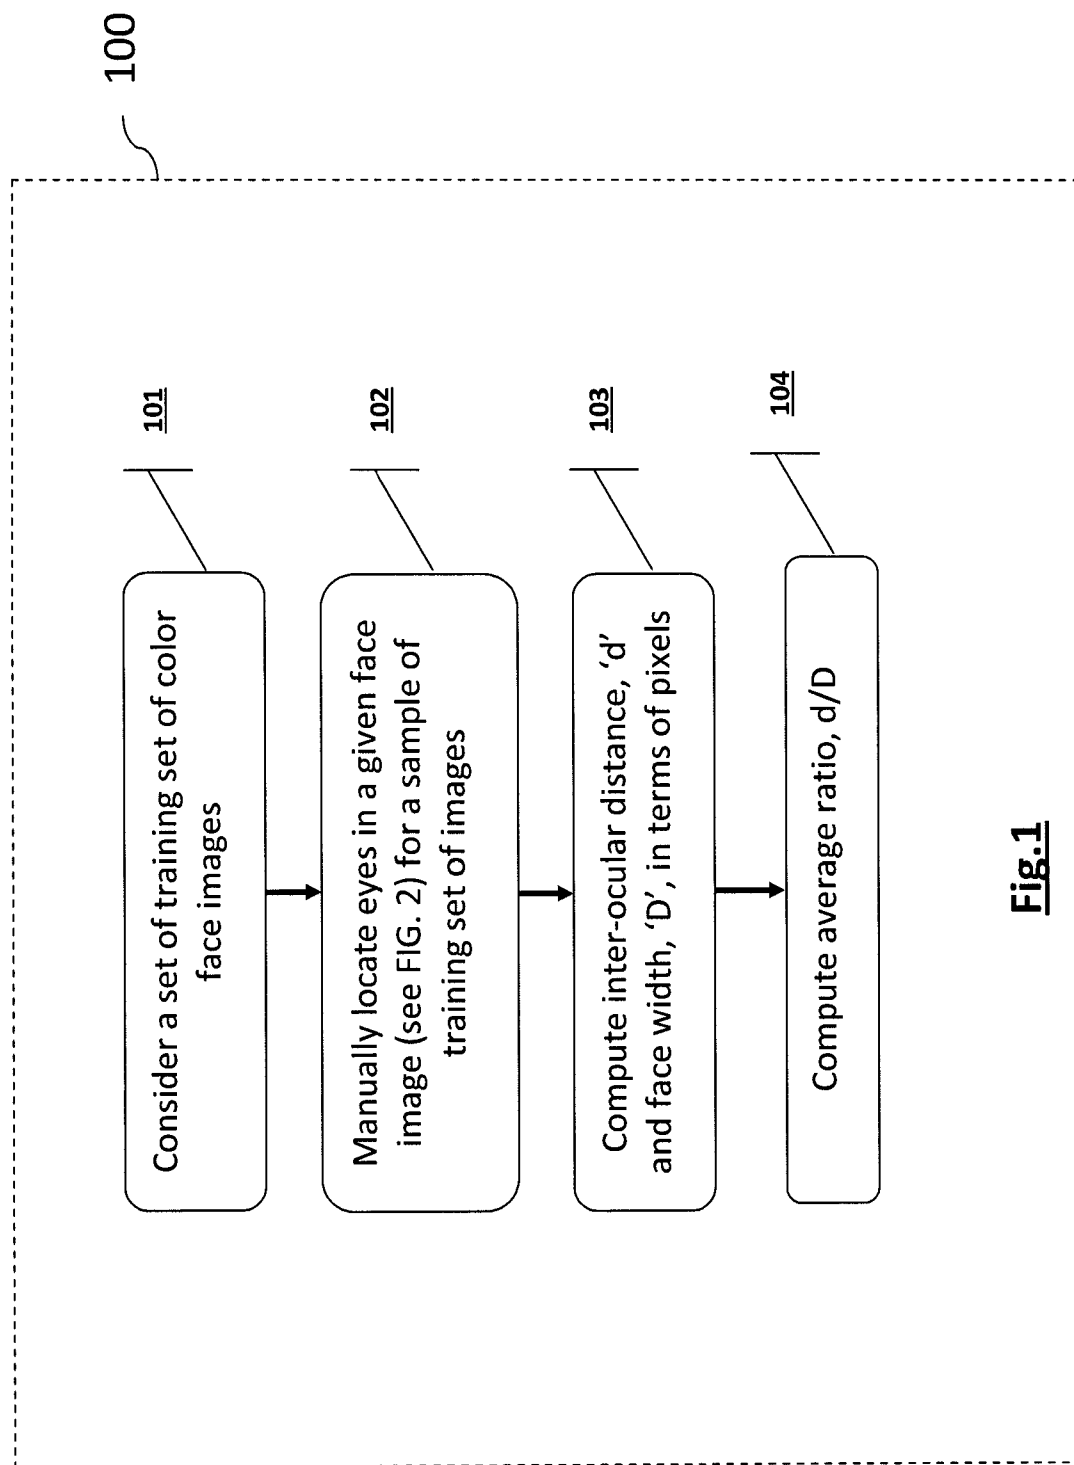 100
Consider a set of training set of color
face images
101
Manually locate eyes in a given face
image (see FIG. 2) for a sample of
training set of images
102
Compute inter-ocular distance, ‘d’
and face width, ‘D’, in terms of pixels
103
Compute average ratio, d/D
104
Fig.1